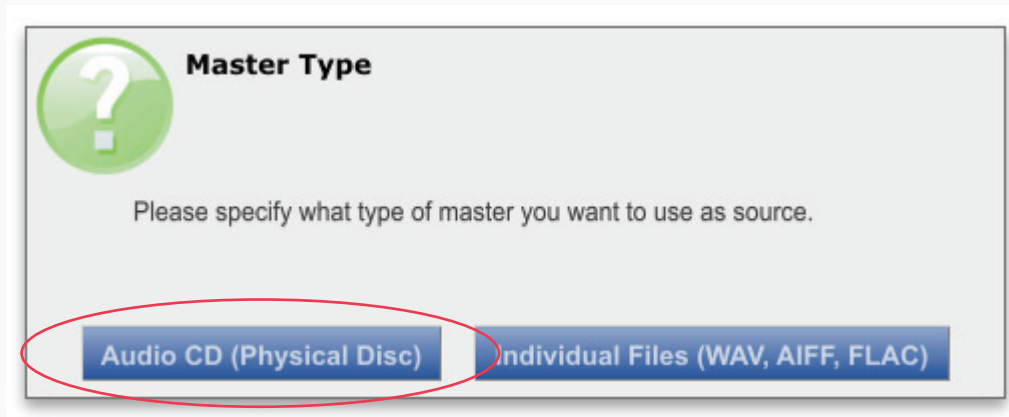 Master Type
Please specify what type of master you want to use as source.
Audio CD (Physical Disc) Individual Files (WAV, AIFF, FLAC)